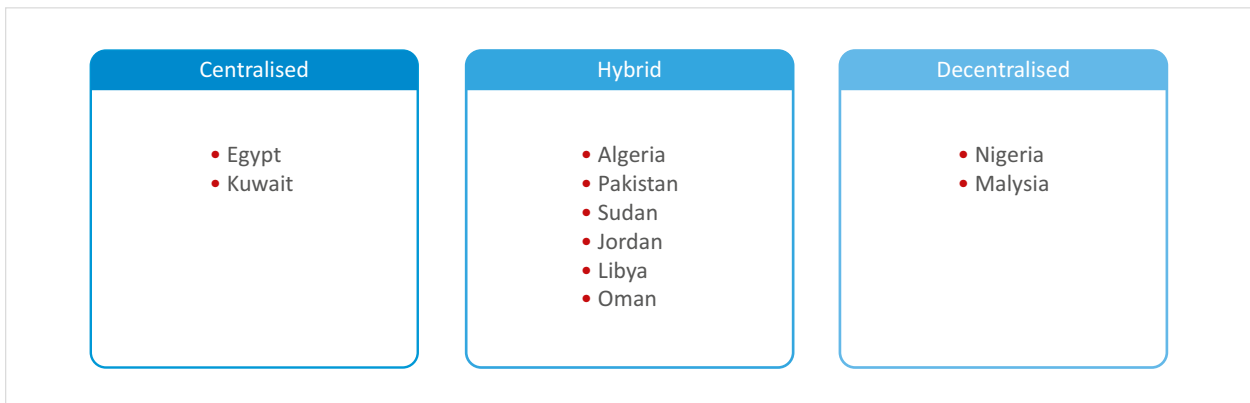 Centralised
• Egypt
• Kuwait
Hybrid
• Algeria
• Pakistan
• Sudan
• Jordan
• Libya
• Oman
Decentralised
• Nigeria
• Malysia